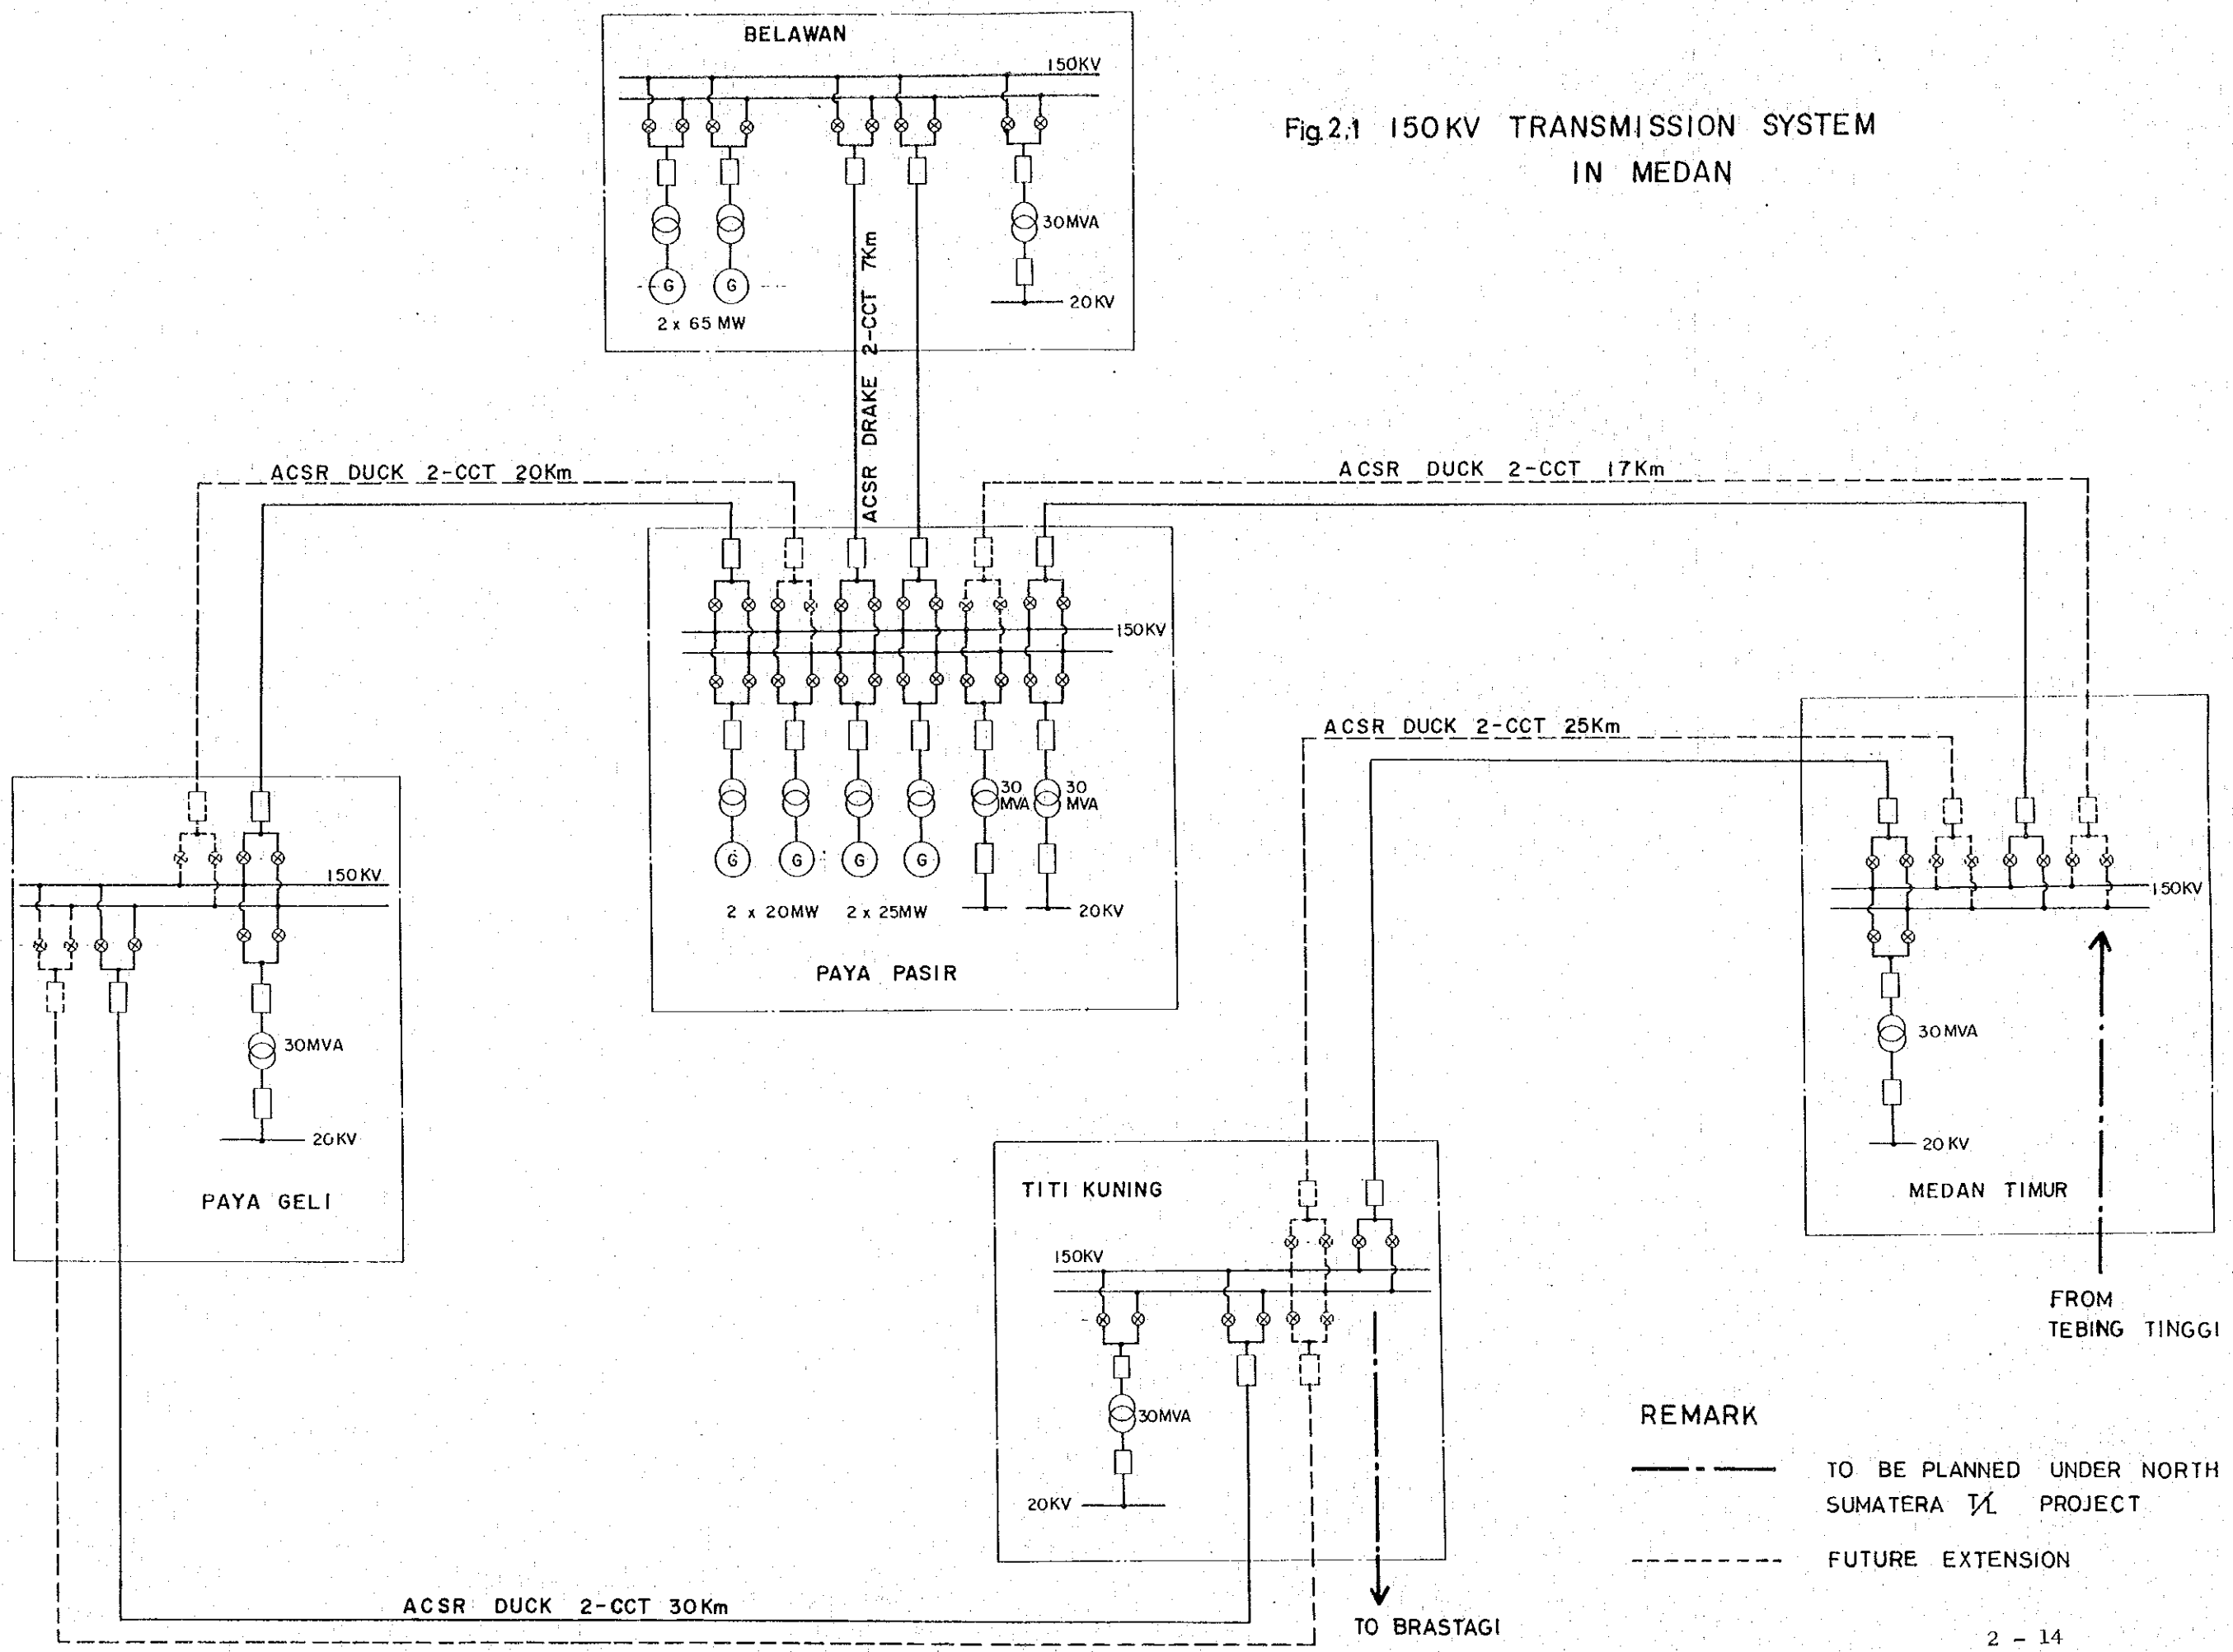 BELAWAN
150KV
Fig.2.1 150KV TRANSMISSION SYSTEM
IN MEDAN
30MVA
G G
20KV
2 x 65 MW
ACSR DRAKE 2-CCT 7Km
ACSR DUCK 2-CCT 20Km
ACSR DUCK 2-CCT 17Km
150KV
ACSR DUCK 2-CCT 25Km
30
MVA
30
MVA
G G G G
2 x 20MW 2 x 25MW
20KV
PAYA PASIR
150KV
30MVA
20KV
PAYA GELI
150KV
30MVA
20KV
MEDAN TIMUR
FROM
TEBING TINGGI
TITI KUNING
150KV
30MVA
20KV
TO BRASTAGI
ACSR DUCK 2-CCT 30Km
REMARK
TO BE PLANNED UNDER NORTH
SUMATERA T/L PROJECT
FUTURE EXTENSION
2 - 14